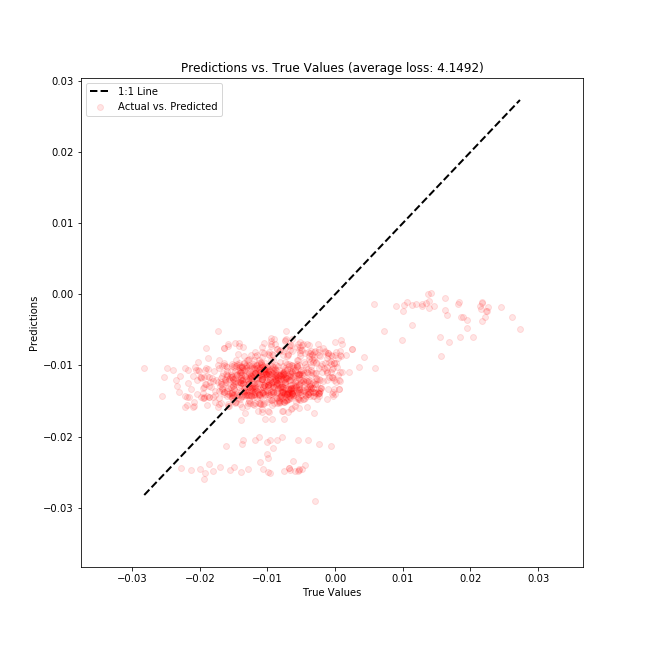 Predictions vs. True Values (average loss: 4.1492)
1:1 Line
Actual vs. Predicted
0.03
0.02
0.01
0.00
−0.01
−0.02
−0.03
Predictions
−0.03 −0.02 −0.01 0.00 0.01 0.02 0.03
True Values